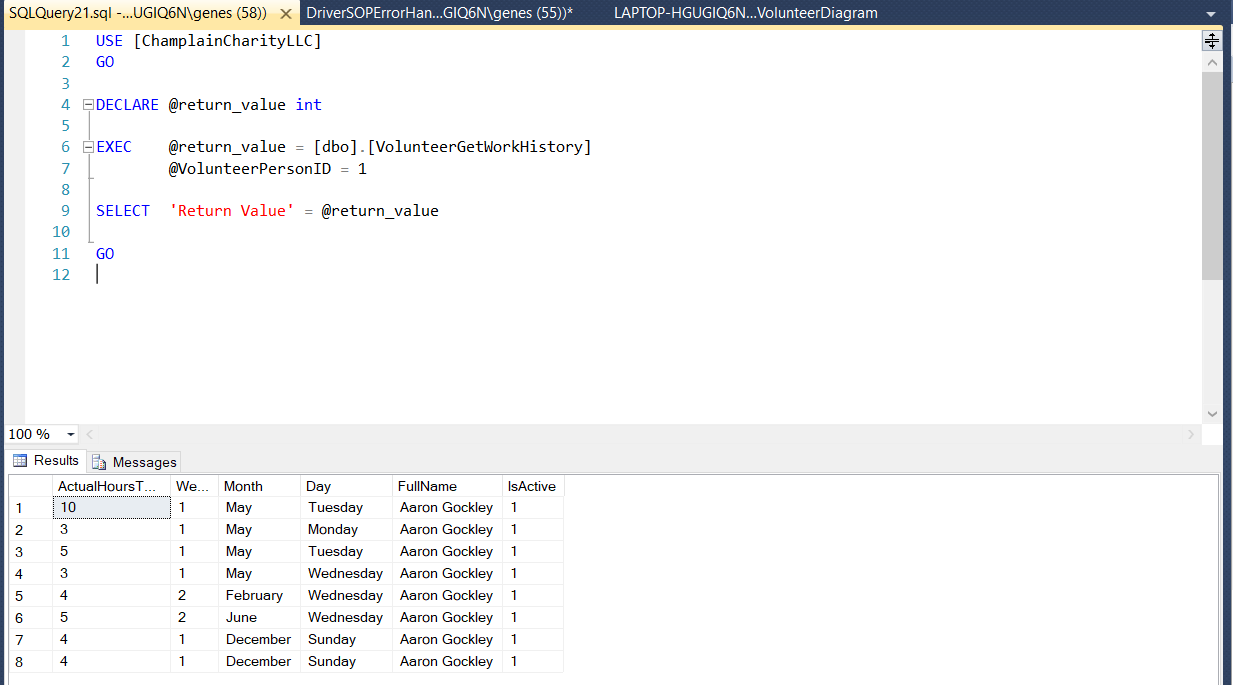 SQLQuery21.sql -...UGIQ6N\genes (58)) DriverSOPErrorHan...GIQ6N\genes (55))* LAPTOP-HGUGIQ6N...VolunteerDiagram
1 USE [ChamplainCharityLLC]
2 GO
3
4 DECLARE @return_value int
5
6 EXEC @return_value = [dbo].[VolunteerGetWorkHistory]
7 @VolunteerPersonID = 1
8
9 SELECT 'Return Value' = @return_value
10
11 GO
12
100 %
Results Messages
ActualHoursT... We... Month Day FullName IsActive
1 10 1 May Tuesday Aaron Gockley 1
2 3 1 May Monday Aaron Gockley 1
3 5 1 May Tuesday Aaron Gockley 1
4 3 1 May Wednesday Aaron Gockley 1
5 4 2 February Wednesday Aaron Gockley 1
6 5 2 June Wednesday Aaron Gockley 1
7 4 1 December Sunday Aaron Gockley 1
8 4 1 December Sunday Aaron Gockley 1